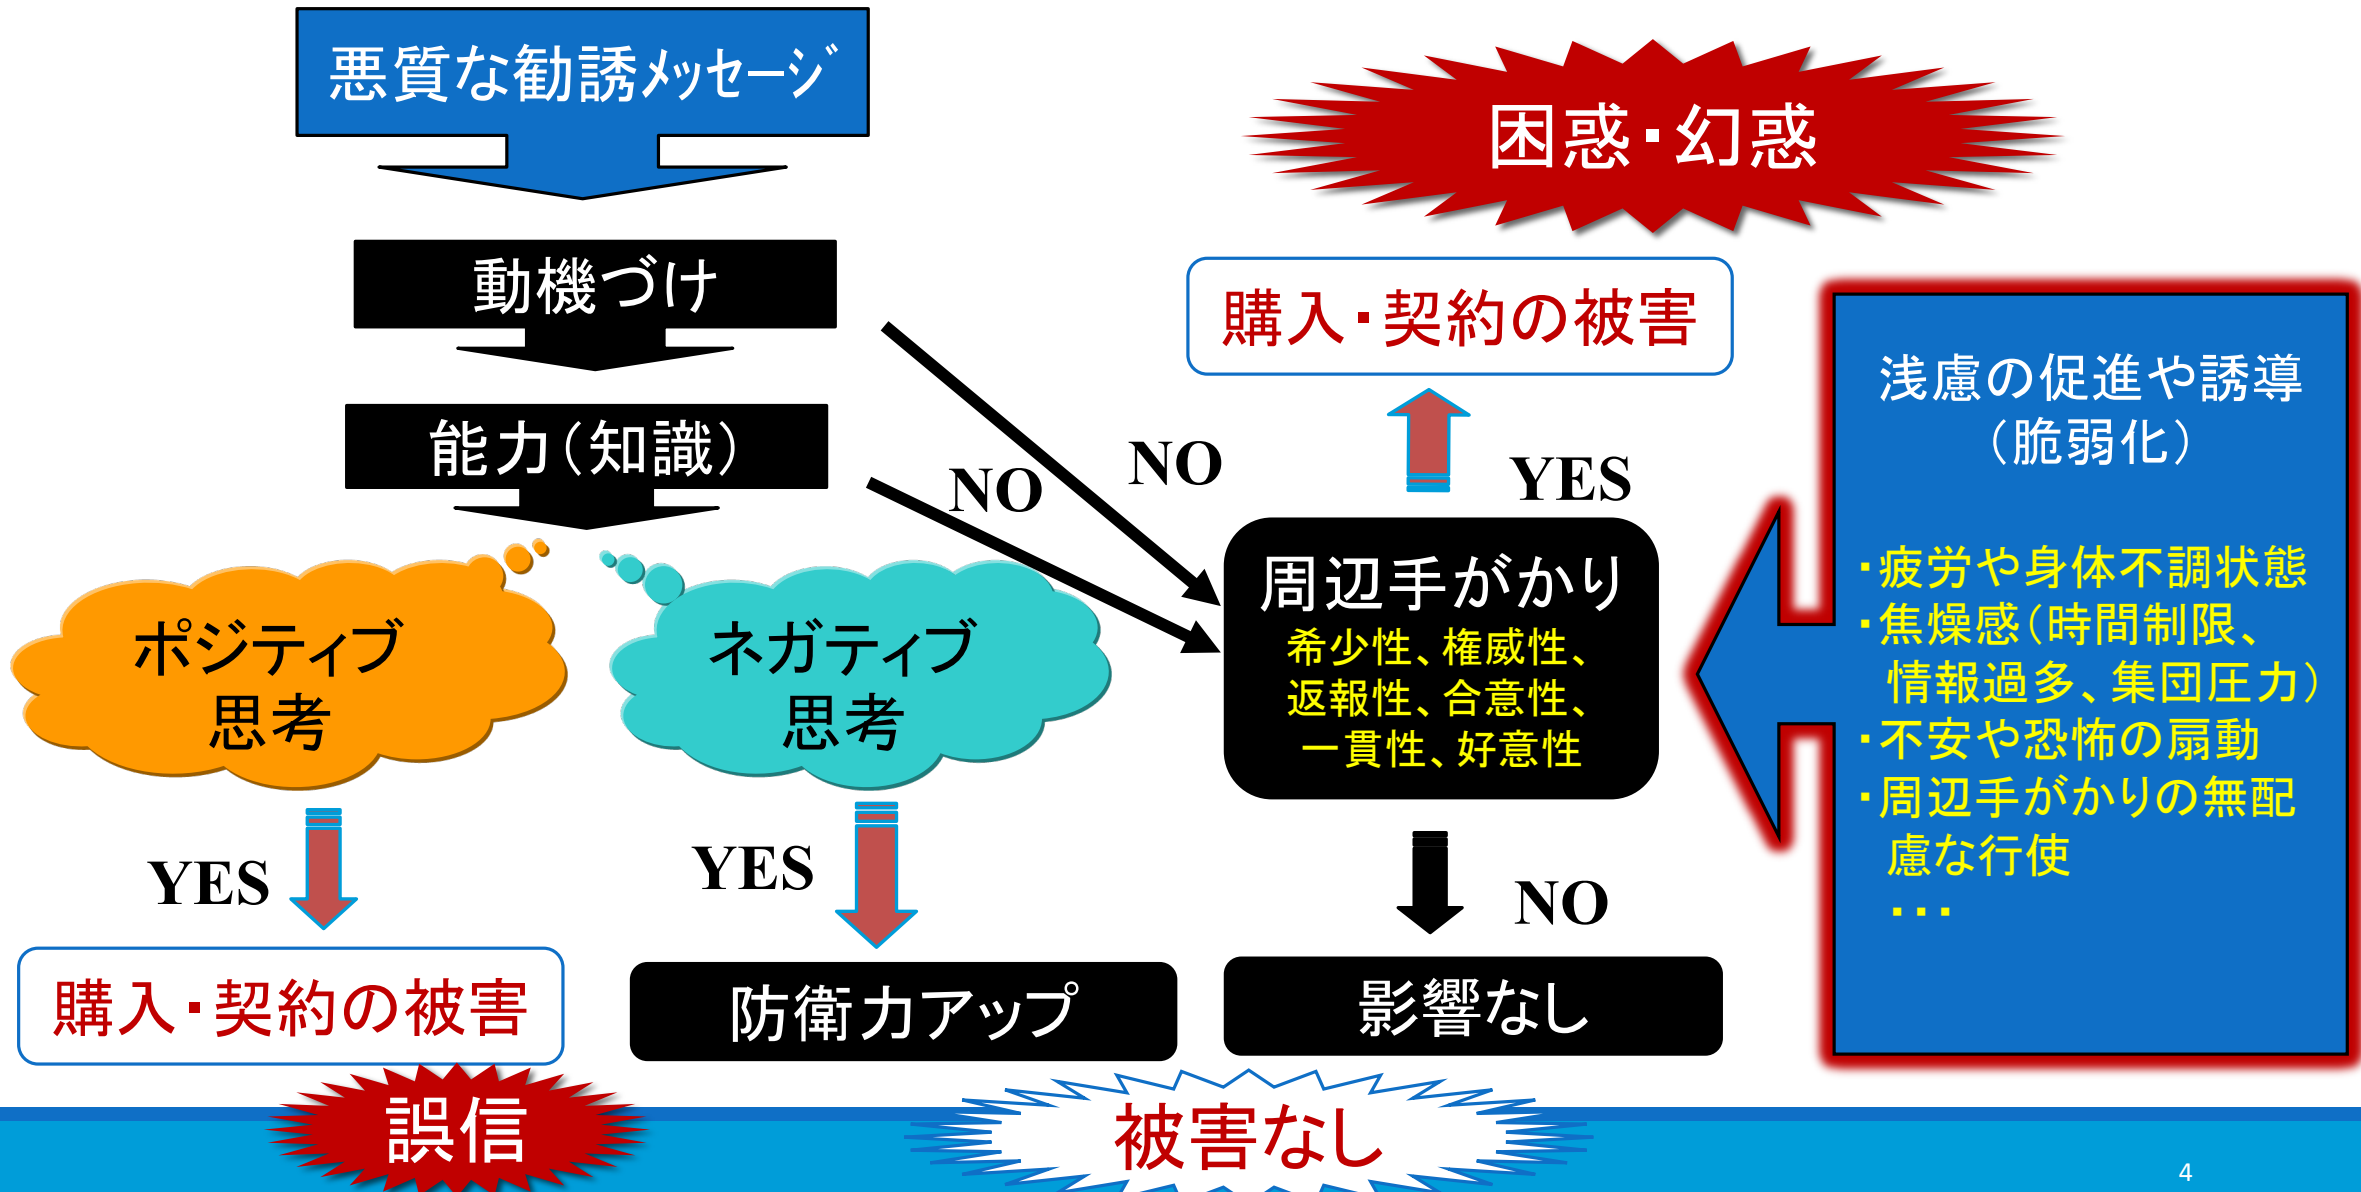 悪質な勧誘メッセージ
困惑・幻惑
動機づけ
購入・契約の被害
能力（知識）
NO
NO
YES
浅慮の促進や誘導
（脆弱化）
・疲労や身体不調状態
・焦燥感（時間制限、
情報過多、集団圧力）
・不安や恐怖の扇動
・周辺手がかりの無配
慮な行使
・・・
ポジティブ
思考
ネガティブ
思考
周辺手がかり
希少性、権威性、
返報性、合意性、
一貫性、好意性
YES
YES
NO
購入・契約の被害
防衛力アップ
影響なし
誤信
被害なし
4